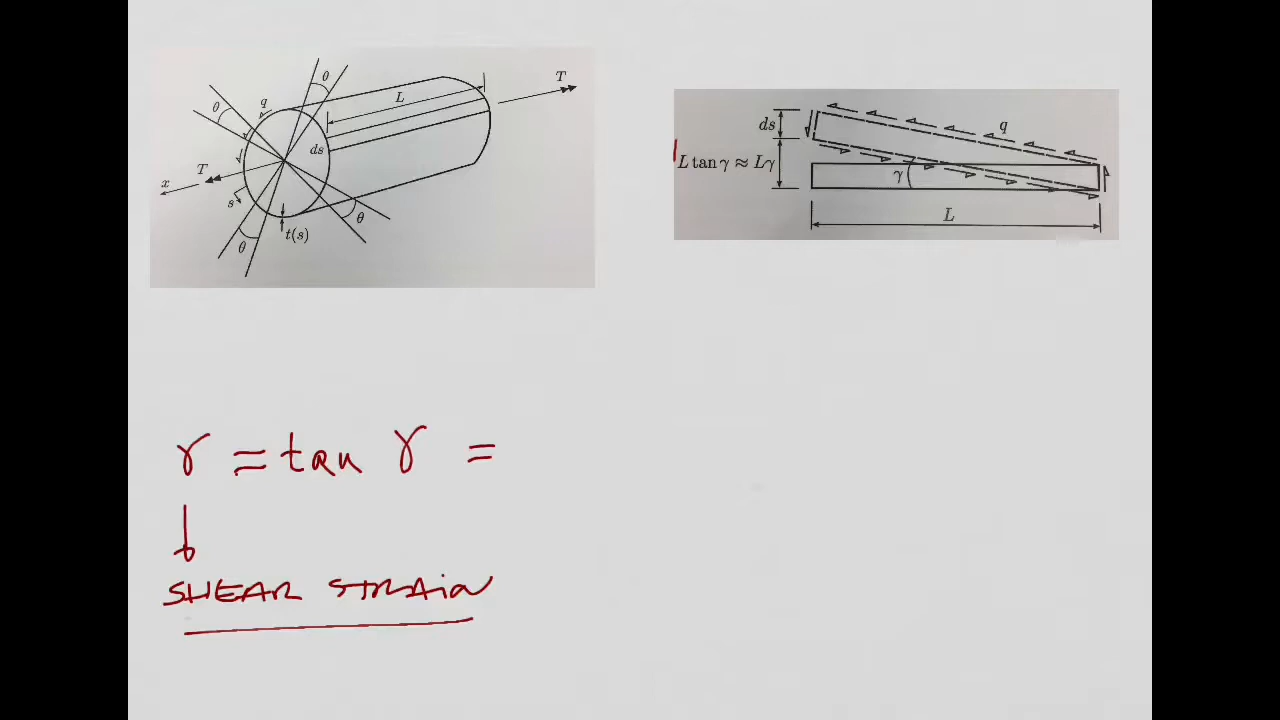 θ
θ
q
L
T
ds
T
x
s
θ
θ
t(s)
ds
q
L tan γ ≈ Lγ
γ
L
γ = tan γ =
SHEAR STRAIN